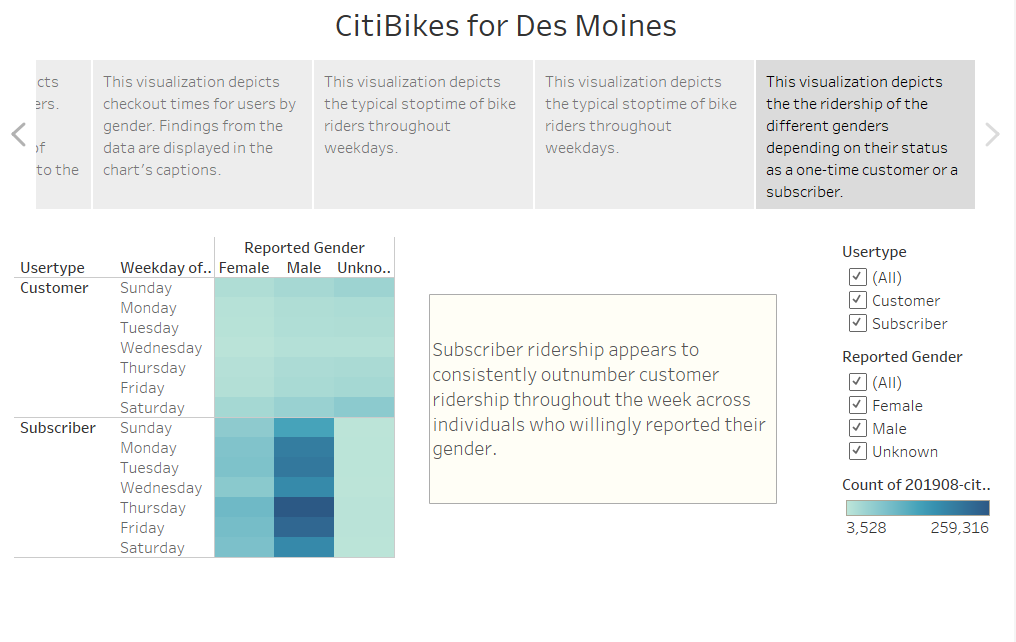 CitiBikes for Des Moines
cts
ers.
of
to the
This visualization depicts
checkout times for users by
gender. Findings from the
data are displayed in the
chart's captions.
This visualization depicts
the typical stoptime of bike
riders throughout
weekdays.
This visualization depicts
the typical stoptime of bike
riders throughout
weekdays.
This visualization depicts
the the ridership of the
different genders
depending on their status
as a one-time customer or a
subscriber.
Reported Gender
Usertype Weekday of.. Female Male Unkno..
Customer Sunday
Monday
Tuesday
Wednesday
Thursday
Friday
Saturday
Subscriber Sunday
Monday
Tuesday
Wednesday
Thursday
Friday
Saturday
Subscriber ridership appears to
consistently outnumber customer
ridership throughout the week across
individuals who willingly reported their
gender.
Usertype
(All)
Customer
Subscriber
Reported Gender
(All)
Female
Male
Unknown
Count of 201908-cit..
3,528 259,316